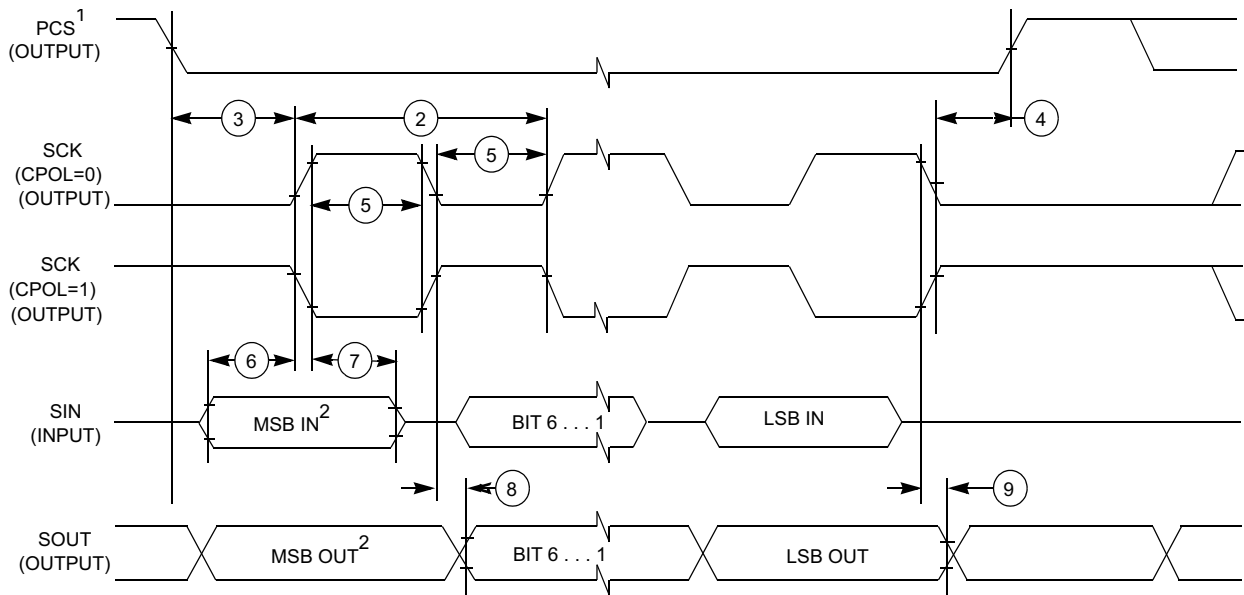 PCS1
(OUTPUT)
3
2
4
SCK
(CPOL=0)
(OUTPUT)
5
5
SCK
(CPOL=1)
(OUTPUT)
6
7
SIN
(INPUT)
MSB IN2
BIT 6 . . . 1
LSB IN
8
9
SOUT
(OUTPUT)
MSB OUT2
BIT 6 . . . 1
LSB OUT